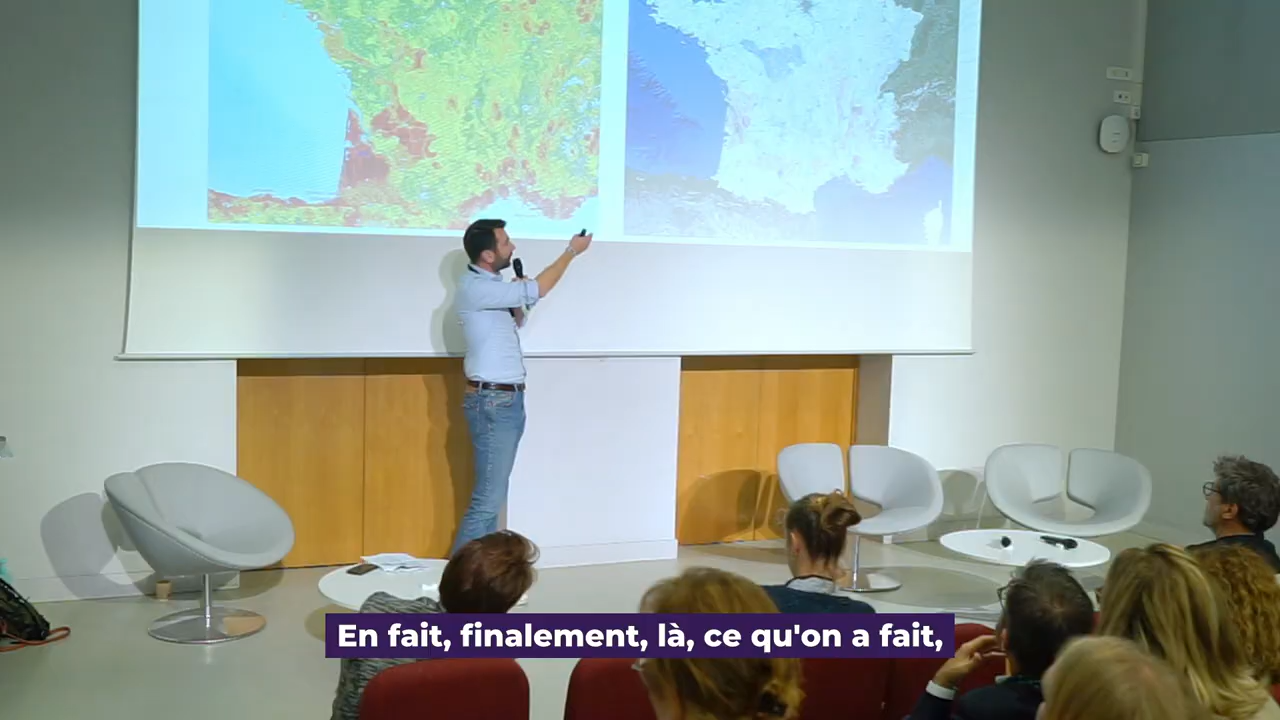 En fait, finalement, là, ce qu'on a fait,